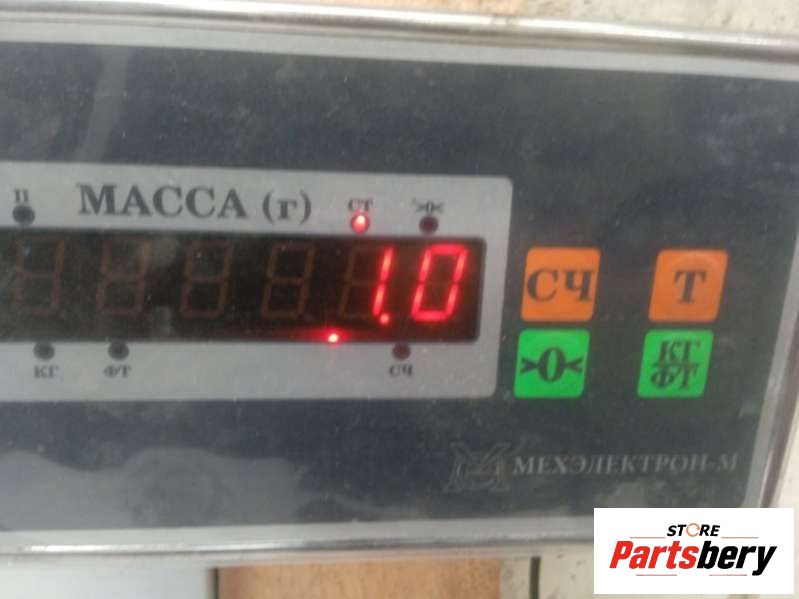 П МАССА (г) СТ >0<
1.0
КГ ФТ СЧ
СЧ Т
>0< КГ
ФТ
МЕХЭЛЕКТРОН-М
STORE
Partsbery